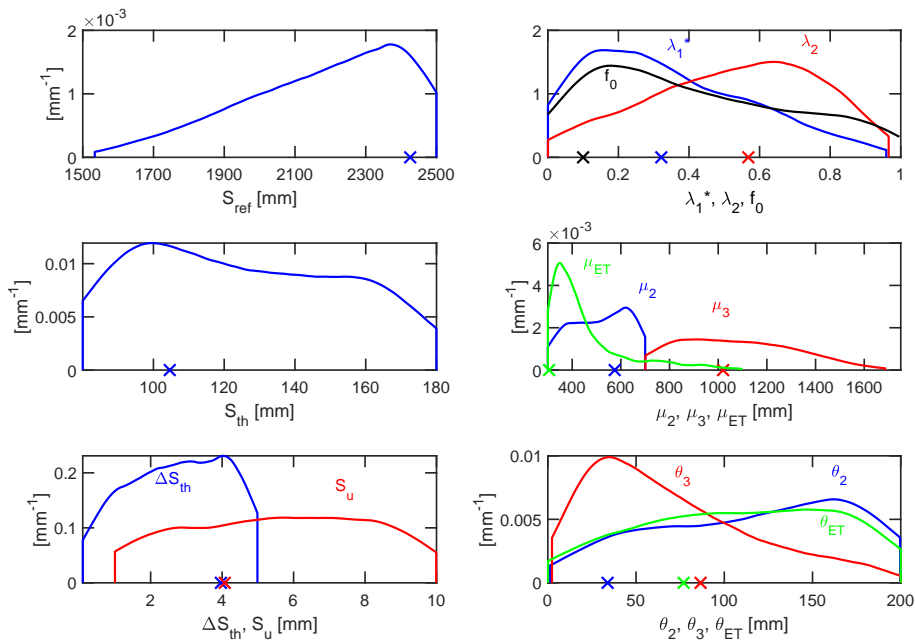 ×10⁻³
2
1
0
[mm⁻¹]
1500 1700 1900 2100 2300 2500
S_ref [mm]
2
1
0
λ₁*
λ₂
f₀
0 0.2 0.4 0.6 0.8 1
λ₁*, λ₂, f₀
0.01
0.005
0
[mm⁻¹]
100 120 140 160 180
S_th [mm]
×10⁻³
6
4
2
0
[mm⁻¹]
μ_ET
μ₂
μ₃
400 600 800 1000 1200 1400 1600
μ₂, μ₃, μ_ET [mm]
0.2
0.1
0
[mm⁻¹]
ΔS_th
S_u
2 4 6 8 10
ΔS_th, S_u [mm]
0.01
0.005
0
[mm⁻¹]
θ₃
θ₂
θ_ET
0 50 100 150 200
θ₂, θ₃, θ_ET [mm]